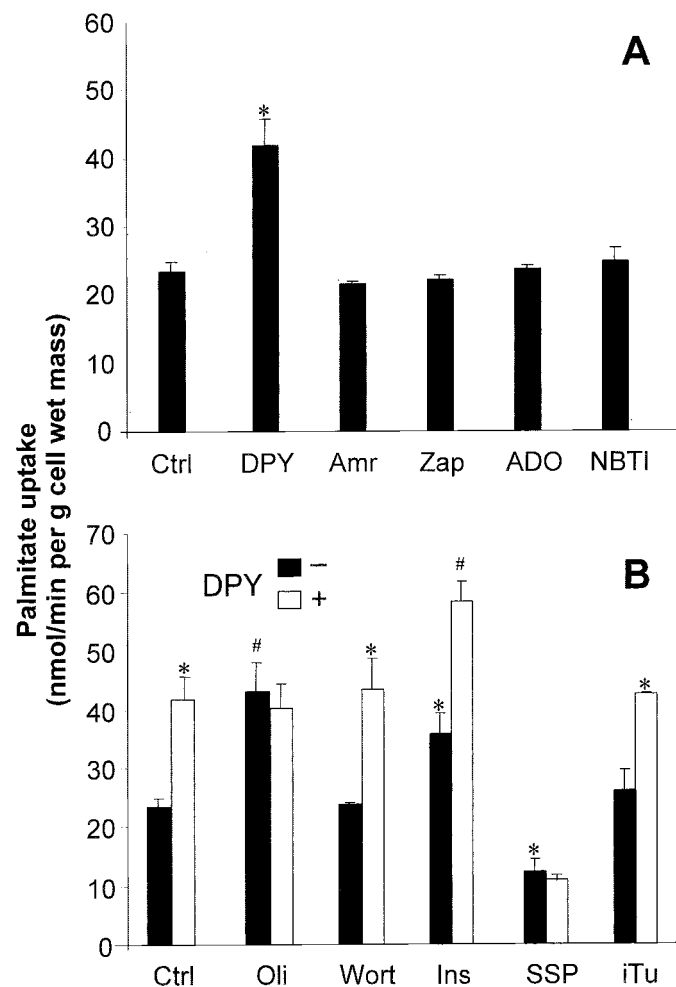 Palmitate uptake
(nmol/min per g cell wet mass)
A
60
50
40
30
20
10
0
*
Ctrl DPY Amr Zap ADO NBTI
B
DPY
−
+
70
60
50
40
30
20
10
0
* # * * # * *
Ctrl Oli Wort Ins SSP iTu